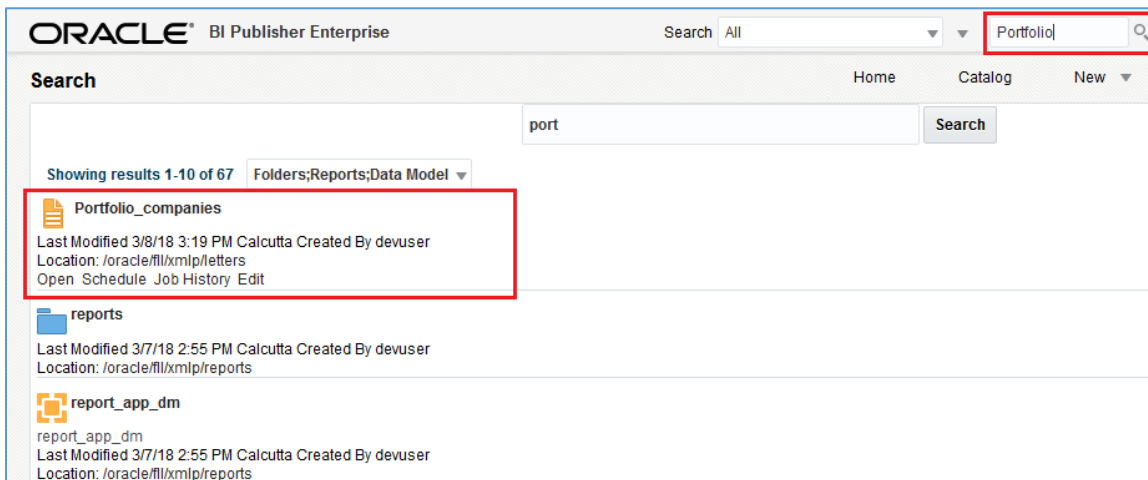 ORACLE® BI Publisher Enterprise Search All Portfolio
Search Home Catalog New
port Search
Showing results 1-10 of 67 Folders;Reports;Data Model
Portfolio_companies
Last Modified 3/8/18 3:19 PM Calcutta Created By devuser
Location: /oracle/fll/xmlp/letters
Open Schedule Job History Edit
reports
Last Modified 3/7/18 2:55 PM Calcutta Created By devuser
Location: /oracle/fll/xmlp/reports
report_app_dm
report_app_dm
Last Modified 3/7/18 2:55 PM Calcutta Created By devuser
Location: /oracle/fll/xmlp/reports